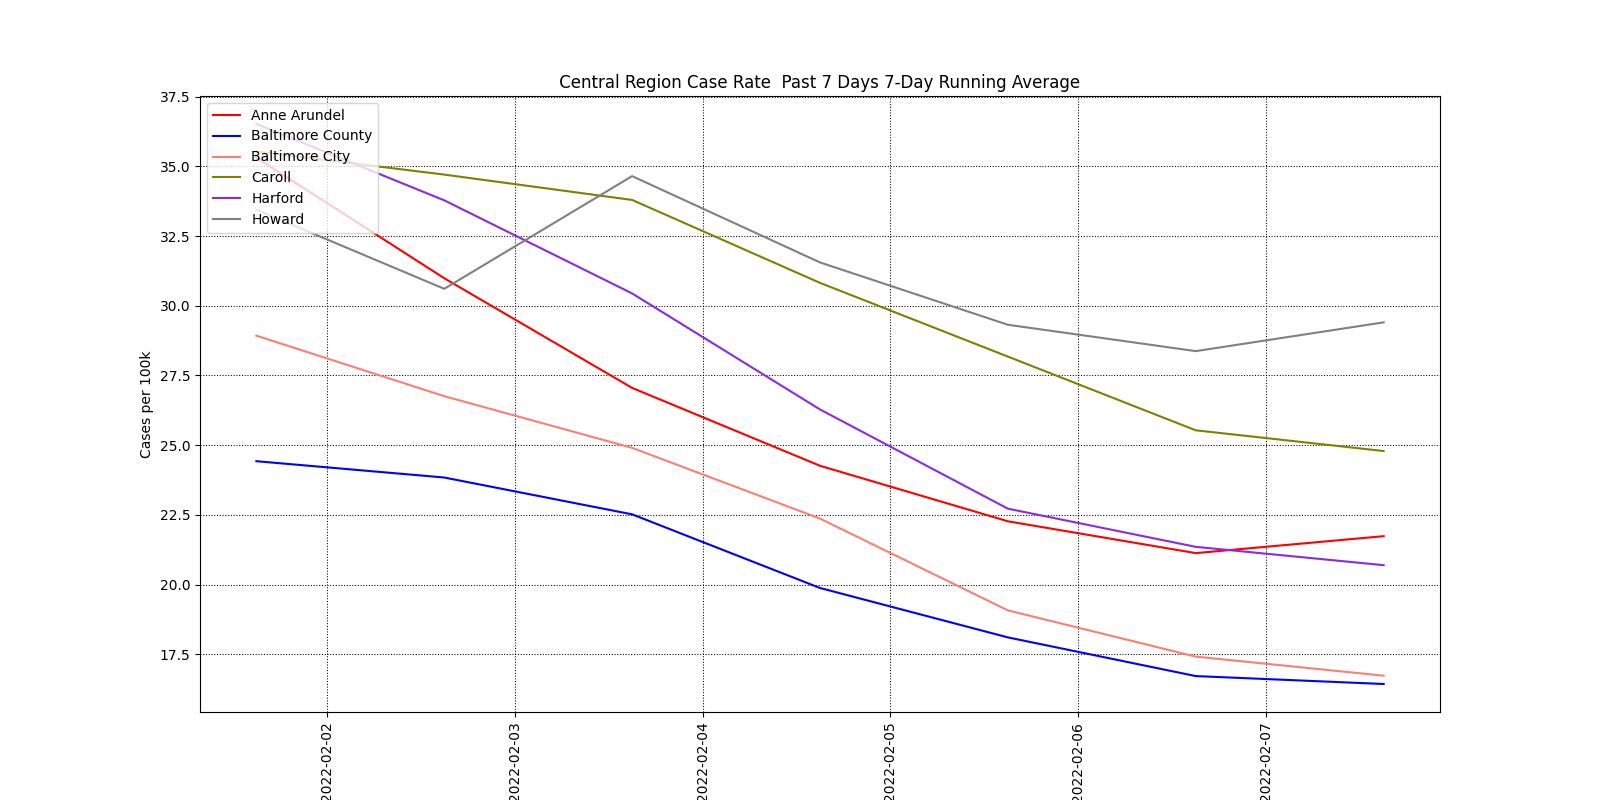 Central Region Case Rate  Past 7 Days 7-Day Running Average
37.5
35.0
32.5
30.0
27.5
25.0
22.5
20.0
17.5
Cases per 100k
Anne Arundel
Baltimore County
Baltimore City
Caroll
Harford
Howard
2022-02-02
2022-02-03
2022-02-04
2022-02-05
2022-02-06
2022-02-07